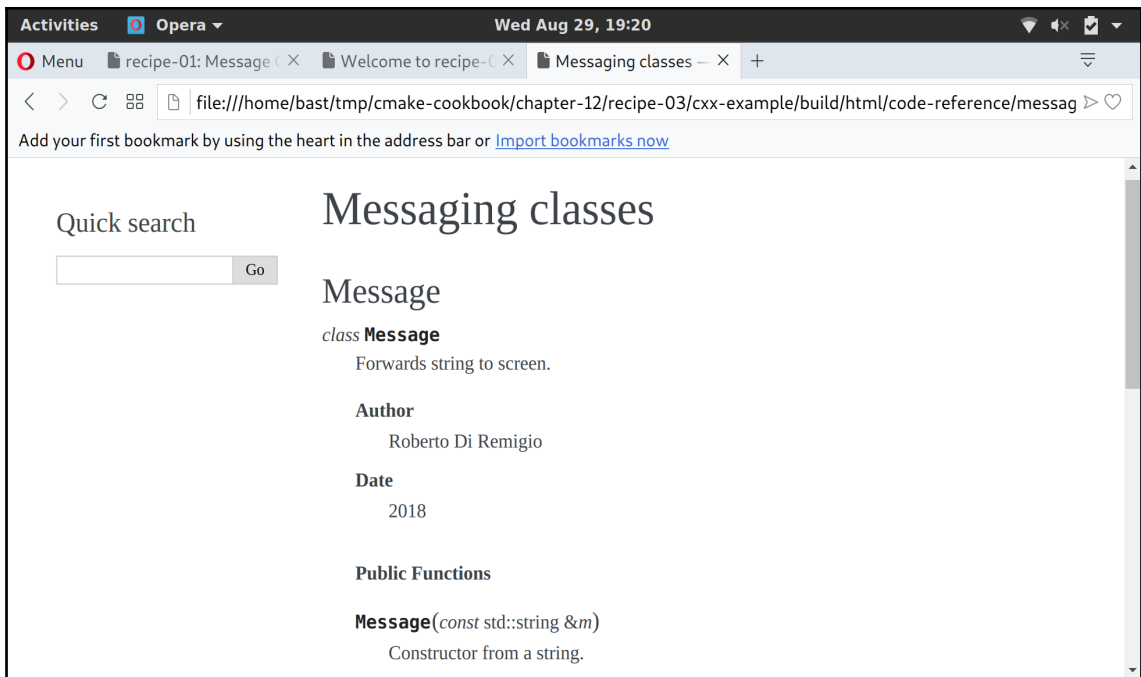 Activities Opera Wed Aug 29, 19:20
Menu recipe-01: Message Welcome to recipe- Messaging classes —
file:///home/bast/tmp/cmake-cookbook/chapter-12/recipe-03/cxx-example/build/html/code-reference/messag
Add your first bookmark by using the heart in the address bar or Import bookmarks now
Messaging classes
Quick search
Go
Message
class Message
Forwards string to screen.
Author
Roberto Di Remigio
Date
2018
Public Functions
Message(const std::string &m)
Constructor from a string.